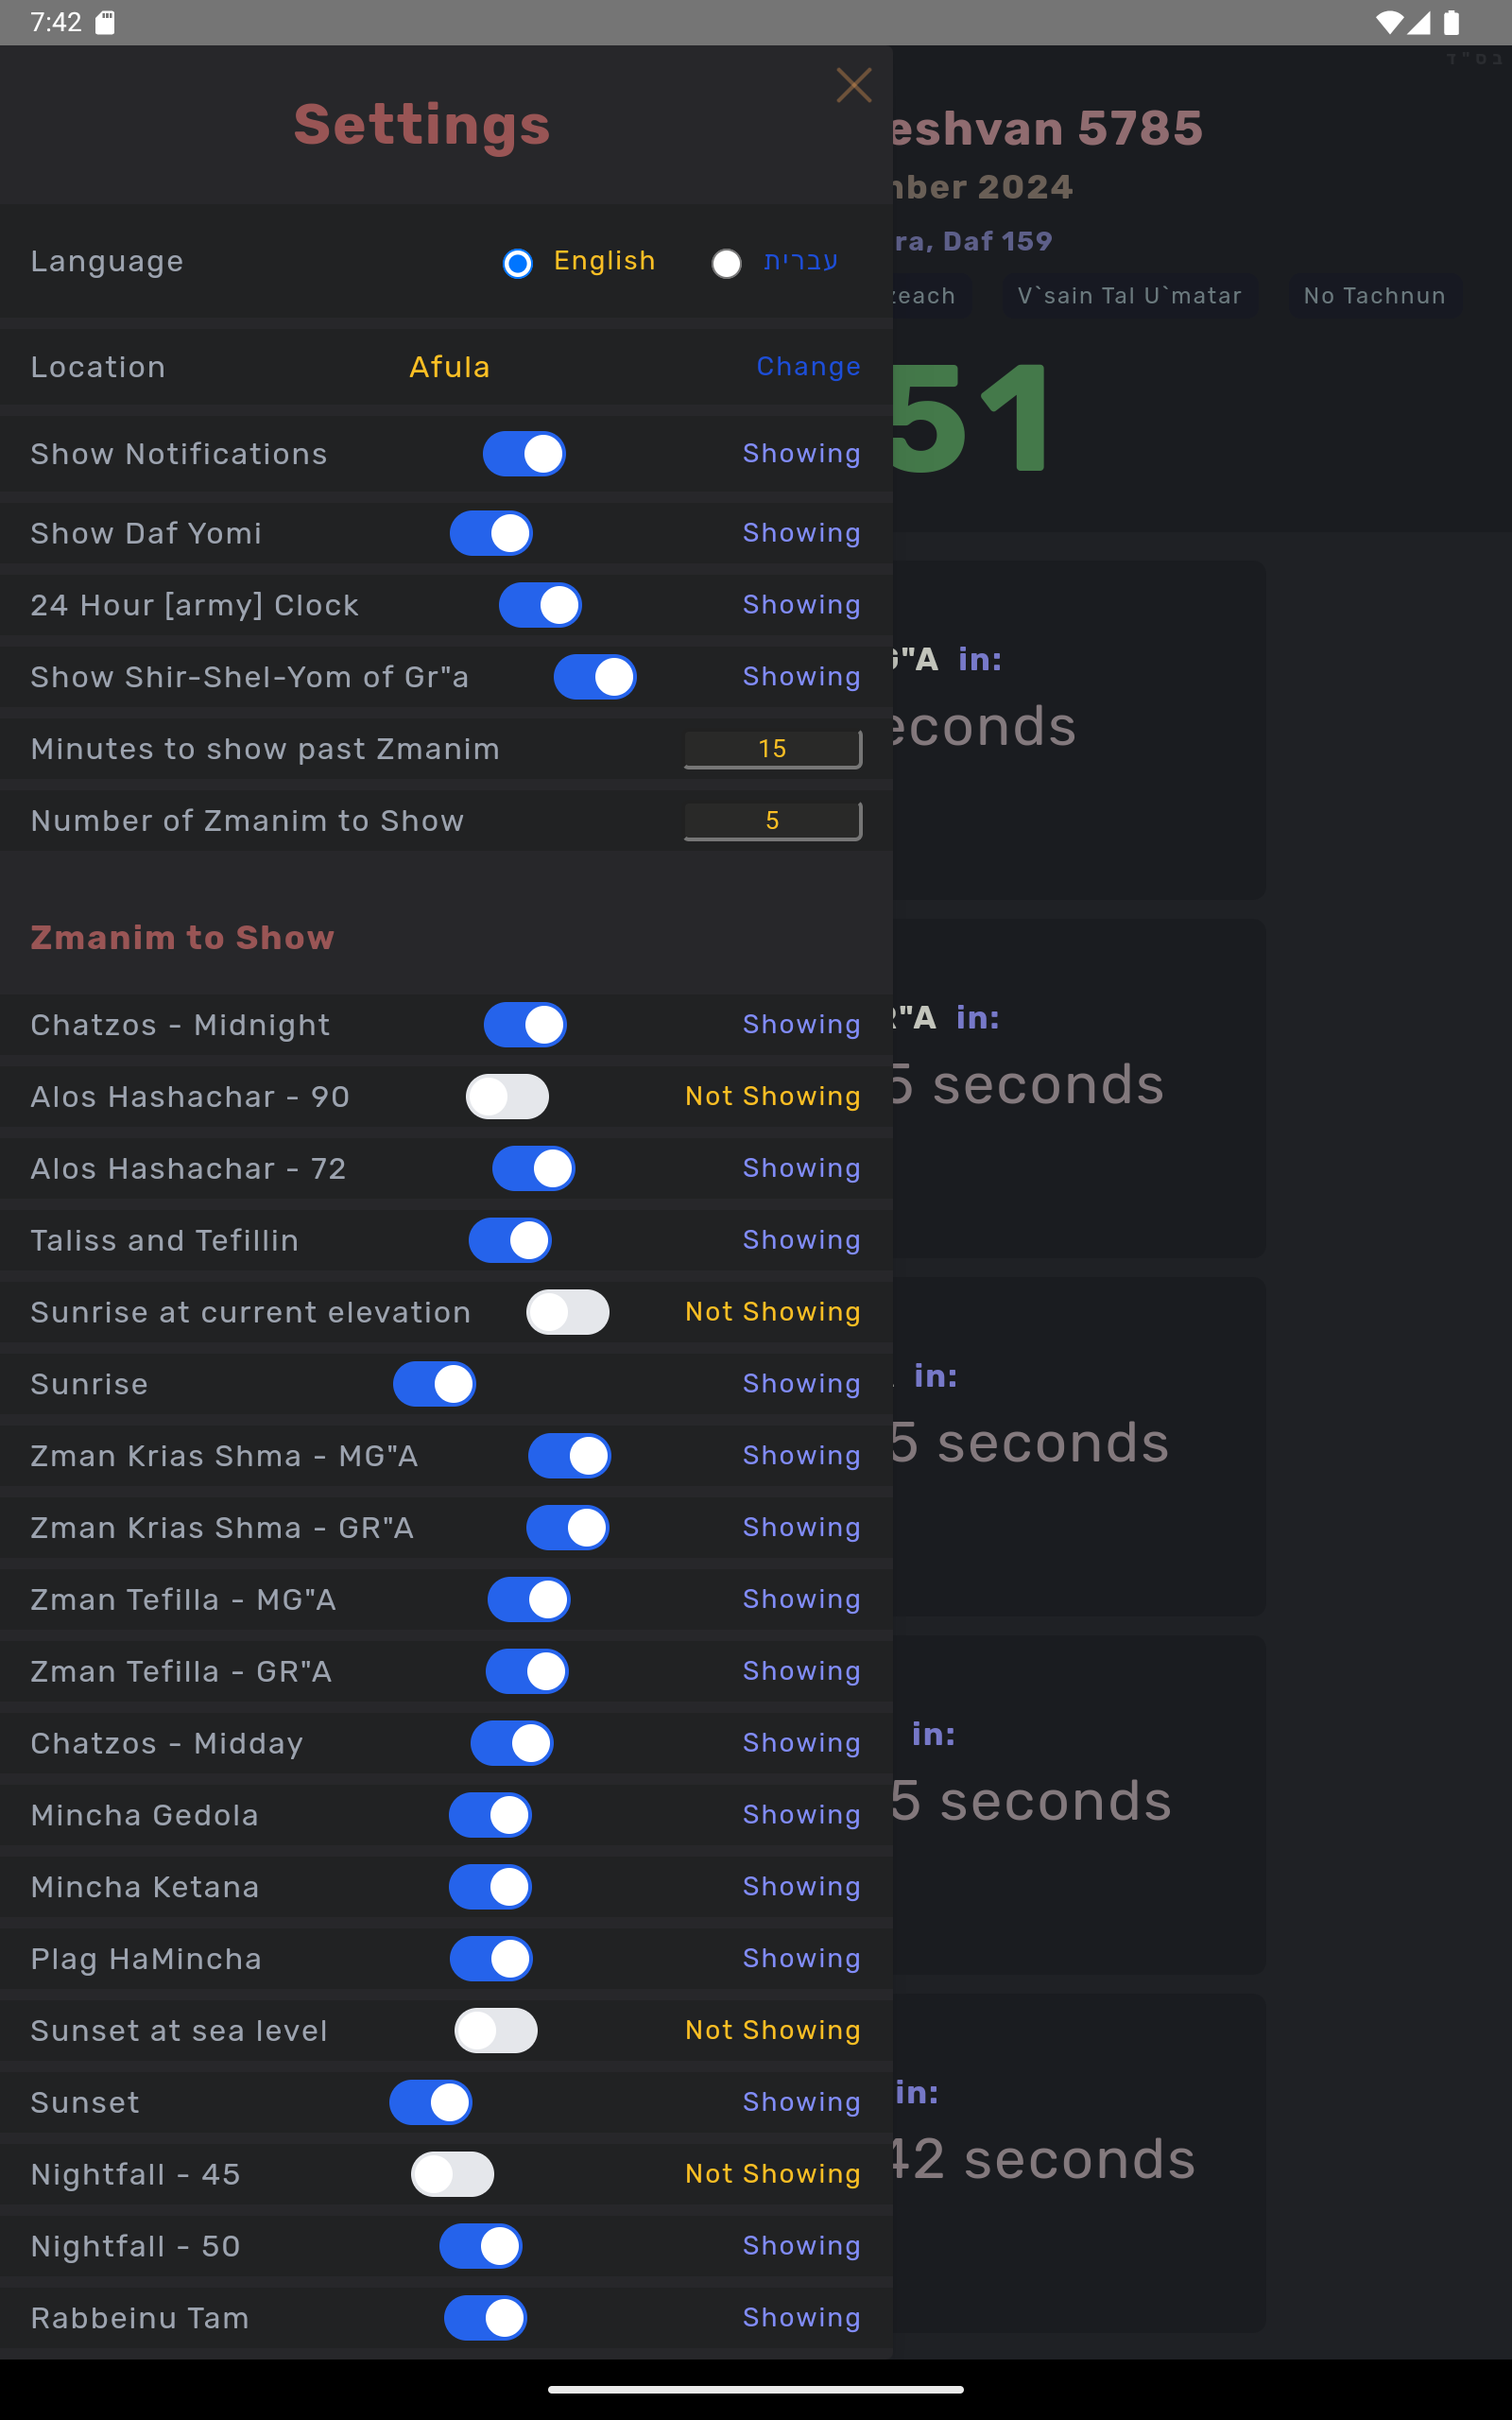 7:42
בס"ד
Settings
eshvan 5785
2024
Daf 159
Language English עברית
V`sain Tal U`matar No Tachnun
Location Afula Change
51
Show Notifications Showing
Show Daf Yomi Showing
24 Hour [army] Clock Showing
Show Shir-Shel-Yom of Gr"a Showing
"A in:
Minutes to show past Zmanim 15
econds
Number of Zmanim to Show 5
Zmanim to Show
Chatzos - Midnight Showing
"A in:
Alos Hashachar - 90 Not Showing
5 seconds
Alos Hashachar - 72 Showing
Taliss and Tefillin Showing
Sunrise at current elevation Not Showing
Sunrise Showing
in:
Zman Krias Shma - MG"A Showing
5 seconds
Zman Krias Shma - GR"A Showing
Zman Tefilla - MG"A Showing
Zman Tefilla - GR"A Showing
Chatzos - Midday Showing
in:
Mincha Gedola Showing
5 seconds
Mincha Ketana Showing
Plag HaMincha Showing
Sunset at sea level Not Showing
Sunset Showing
in:
Nightfall - 45 Not Showing
42 seconds
Nightfall - 50 Showing
Rabbeinu Tam Showing